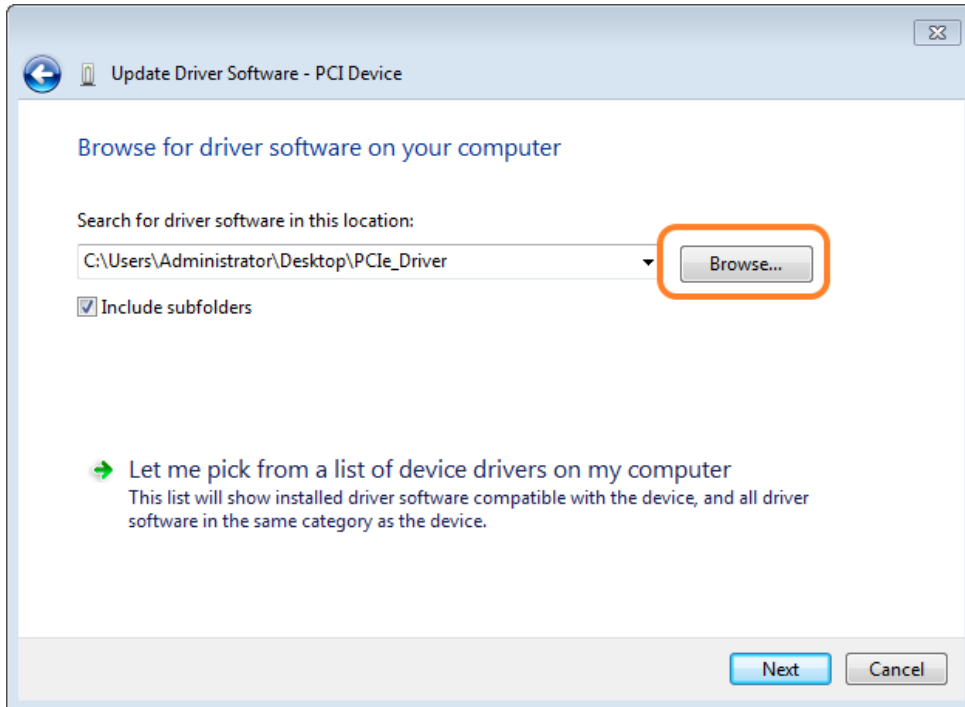 Update Driver Software - PCI Device
Browse for driver software on your computer
Search for driver software in this location:
C:\Users\Administrator\Desktop\PCIe_Driver
Browse...
Include subfolders
Let me pick from a list of device drivers on my computer
This list will show installed driver software compatible with the device, and all driver
software in the same category as the device.
Next
Cancel